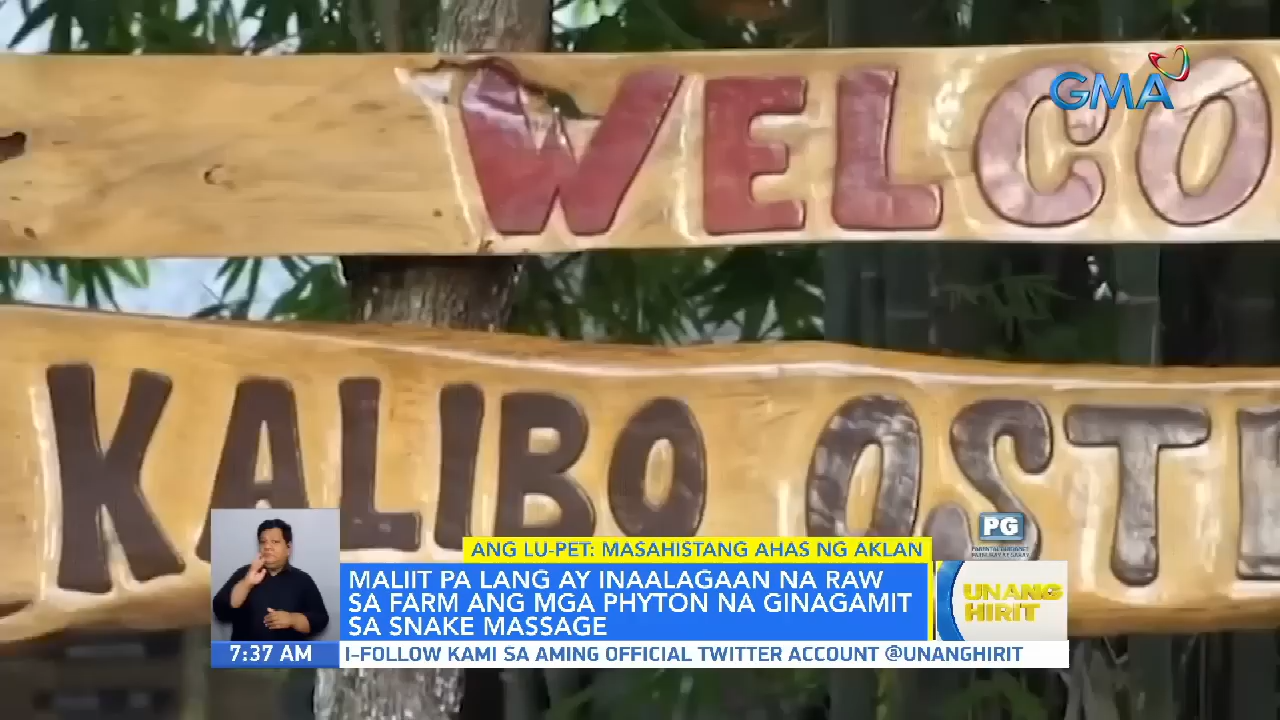 WELCO
GMA
KALIBO OST
PG
ANG LU-PET: MASAHISTANG AHAS NG AKLAN
MALIIT PA LANG AY INAALAGAAN NA RAW
SA FARM ANG MGA PHYTON NA GINAGAMIT
SA SNAKE MASSAGE
UNANG
HIRIT
7:37 AM
I-FOLLOW KAMI SA AMING OFFICIAL TWITTER ACCOUNT @UNANGHIRIT